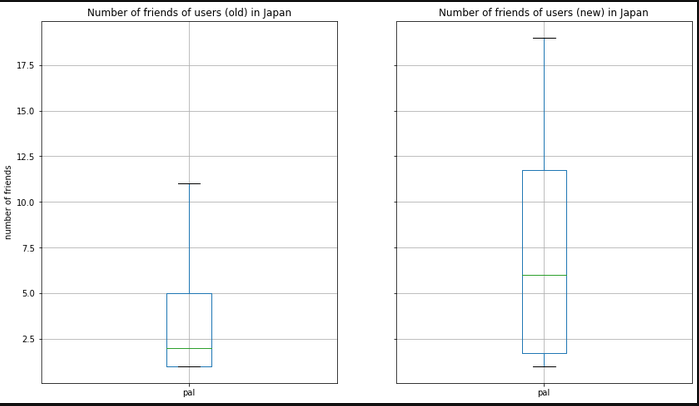 Number of friends of users (old) in Japan
number of friends
17.5
15.0
12.5
10.0
7.5
5.0
2.5
pal
Number of friends of users (new) in Japan
pal